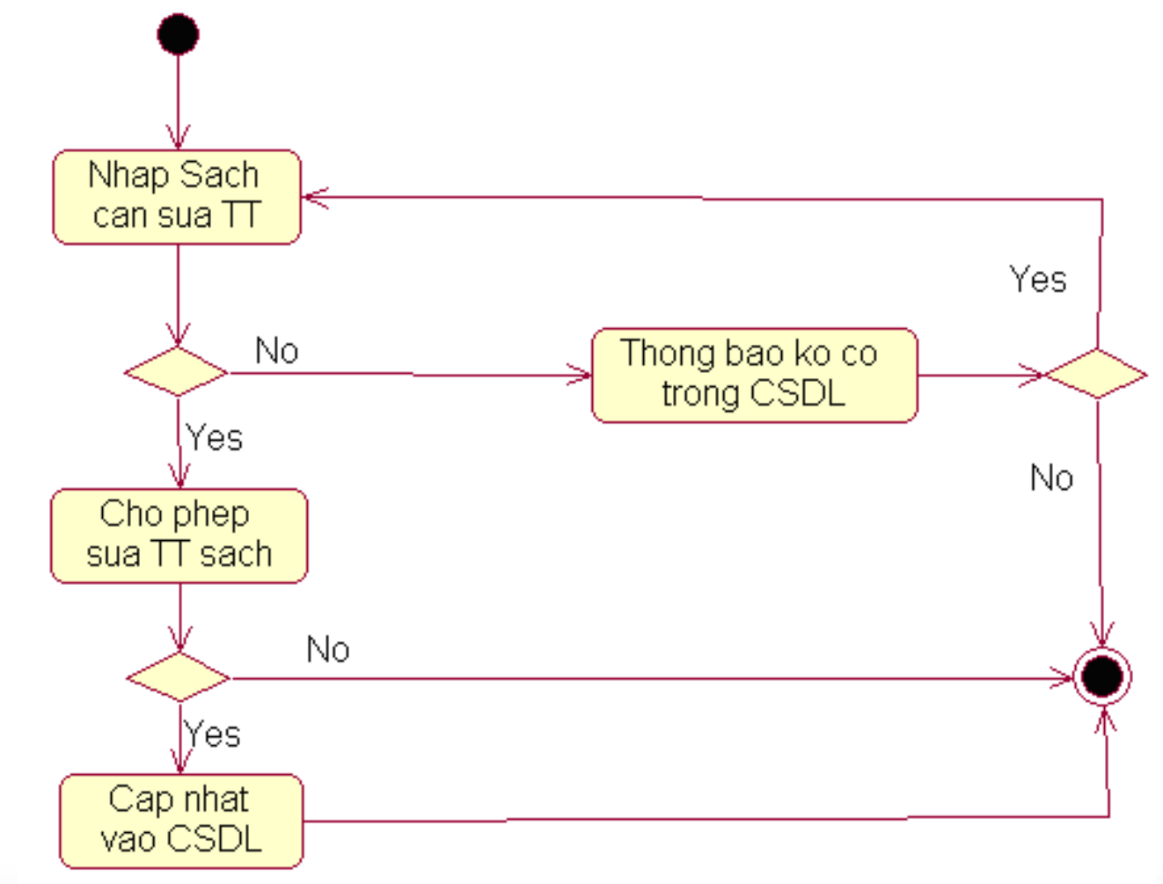 Nhap Sach
can sua TT
Yes
No
Thong bao ko co
trong CSDL
Yes
No
Cho phep
sua TT sach
No
Yes
Cap nhat
vao CSDL